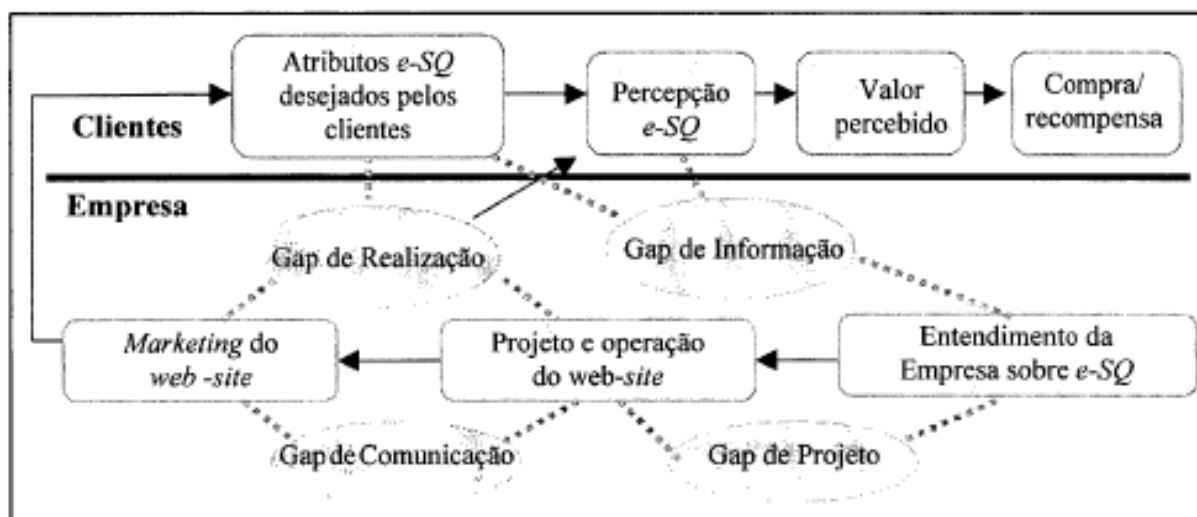 Atributos e-SQ
desejados pelos
clientes
Percepção
e-SQ
Valor
percebido
Compra/
recompensa
Clientes
Empresa
Gap de Realização
Gap de Informação
Marketing do
web -site
Projeto e operação
do web-site
Entendimento da
Empresa sobre e-SQ
Gap de Comunicação
Gap de Projeto